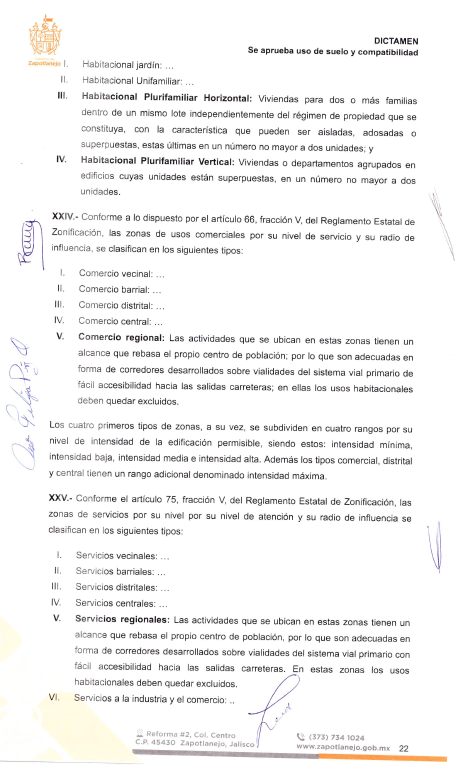 DICTAMEN
Se aprueba uso de suelo y compatibilidad
Zapotlanejo
I. Habitacional jardín: …
II. Habitacional Unifamiliar: …
III. Habitacional Plurifamiliar Horizontal: Viviendas para dos o más familias
dentro de un mismo lote independientemente del régimen de propiedad que se
constituya, con la característica que pueden ser aisladas, adosadas o
superpuestas, estas últimas en un número no mayor a dos unidades; y
IV. Habitacional Plurifamiliar Vertical: Viviendas o departamentos agrupados en
edificios cuyas unidades están superpuestas, en un número no mayor a dos
unidades.
XXIV.- Conforme a lo dispuesto por el artículo 66, fracción V, del Reglamento Estatal de
Zonificación, las zonas de usos comerciales por su nivel de servicio y su radio de
influencia, se clasifican en los siguientes tipos:
I. Comercio vecinal: …
II. Comercio barrial: …
III. Comercio distrital: …
IV. Comercio central: …
V. Comercio regional: Las actividades que se ubican en estas zonas tienen un
alcance que rebasa el propio centro de población; por lo que son adecuadas en
forma de corredores desarrollados sobre vialidades del sistema vial primario de
fácil accesibilidad hacia las salidas carreteras; en ellas los usos habitacionales
deben quedar excluidos.
Los cuatro primeros tipos de zonas, a su vez, se subdividen en cuatro rangos por su
nivel de intensidad de la edificación permisible, siendo estos: intensidad mínima,
intensidad baja, intensidad media e intensidad alta. Además los tipos comercial, distrital
y central tienen un rango adicional denominado intensidad máxima.
XXV.- Conforme el artículo 75, fracción V, del Reglamento Estatal de Zonificación, las
zonas de servicios por su nivel por su nivel de atención y su radio de influencia se
clasifican en los siguientes tipos:
I. Servicios vecinales: …
II. Servicios barriales: …
III. Servicios distritales: …
IV. Servicios centrales: …
V. Servicios regionales: Las actividades que se ubican en estas zonas tienen un
alcance que rebasa el propio centro de población, por lo que son adecuadas en
forma de corredores desarrollados sobre vialidades del sistema vial primario con
fácil accesibilidad hacia las salidas carreteras. En estas zonas los usos
habitacionales deben quedar excluidos.
VI. Servicios a la industria y el comercio: ..
Reforma #2, Col. Centro
C.P. 45430 Zapotlanejo, Jalisco
(373) 734 1024
www.zapotlanejo.gob.mx 22